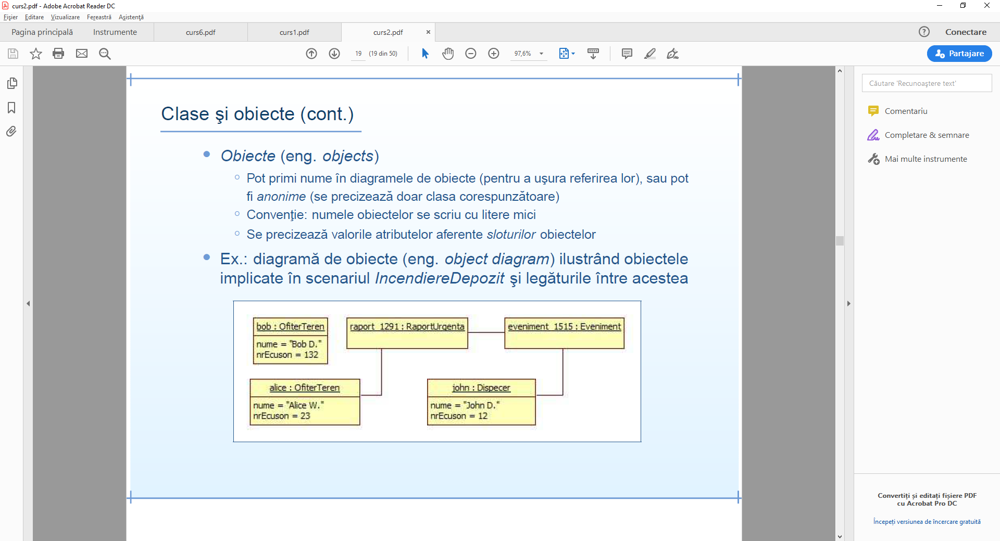 curs2.pdf - Adobe Acrobat Reader DC
Fişier Editare Vizualizare Fereastră Asistenţă
Pagina principală Instrumente curs6.pdf curs1.pdf curs2.pdf
Conectare
19 (19 din 50) 97,6%
Partajare
Clase şi obiecte (cont.)
Obiecte (eng. objects)
Pot primi nume în diagramele de obiecte (pentru a uşura referirea lor), sau pot
fi anonime (se precizează doar clasa corespunzătoare)
Convenţie: numele obiectelor se scriu cu litere mici
Se precizează valorile atributelor aferente sloturilor obiectelor
Ex.: diagramă de obiecte (eng. object diagram) ilustrând obiectele
implicate în scenariul IncendiereDepozit şi legăturile între acestea
bob : OfiterTeren
nume = "Bob D."
nrEcuson = 132
raport_1291 : RaportUrgenta
eveniment_1515 : Eveniment
alice : OfiterTeren
nume = "Alice W."
nrEcuson = 23
john : Dispecer
nume = "John D."
nrEcuson = 12
Căutare 'Recunoaştere text'
Comentariu
Completare & semnare
Mai multe instrumente
Convertiți și editați fișiere PDF
cu Acrobat Pro DC
Începeți versiunea de încercare gratuită